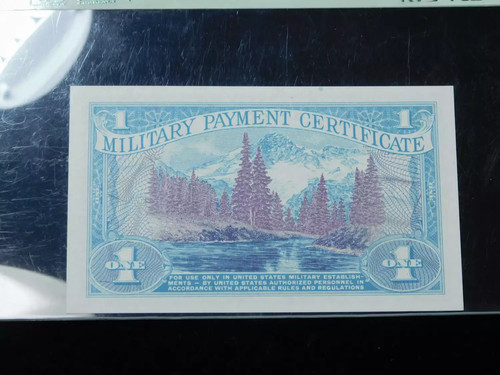 1
MILITARY PAYMENT CERTIFICATE
1 ONE
1 ONE
FOR USE ONLY IN UNITED STATES MILITARY ESTABLISH-
MENTS - BY UNITED STATES AUTHORIZED PERSONNEL IN
ACCORDANCE WITH APPLICABLE RULES AND REGULATIONS
1